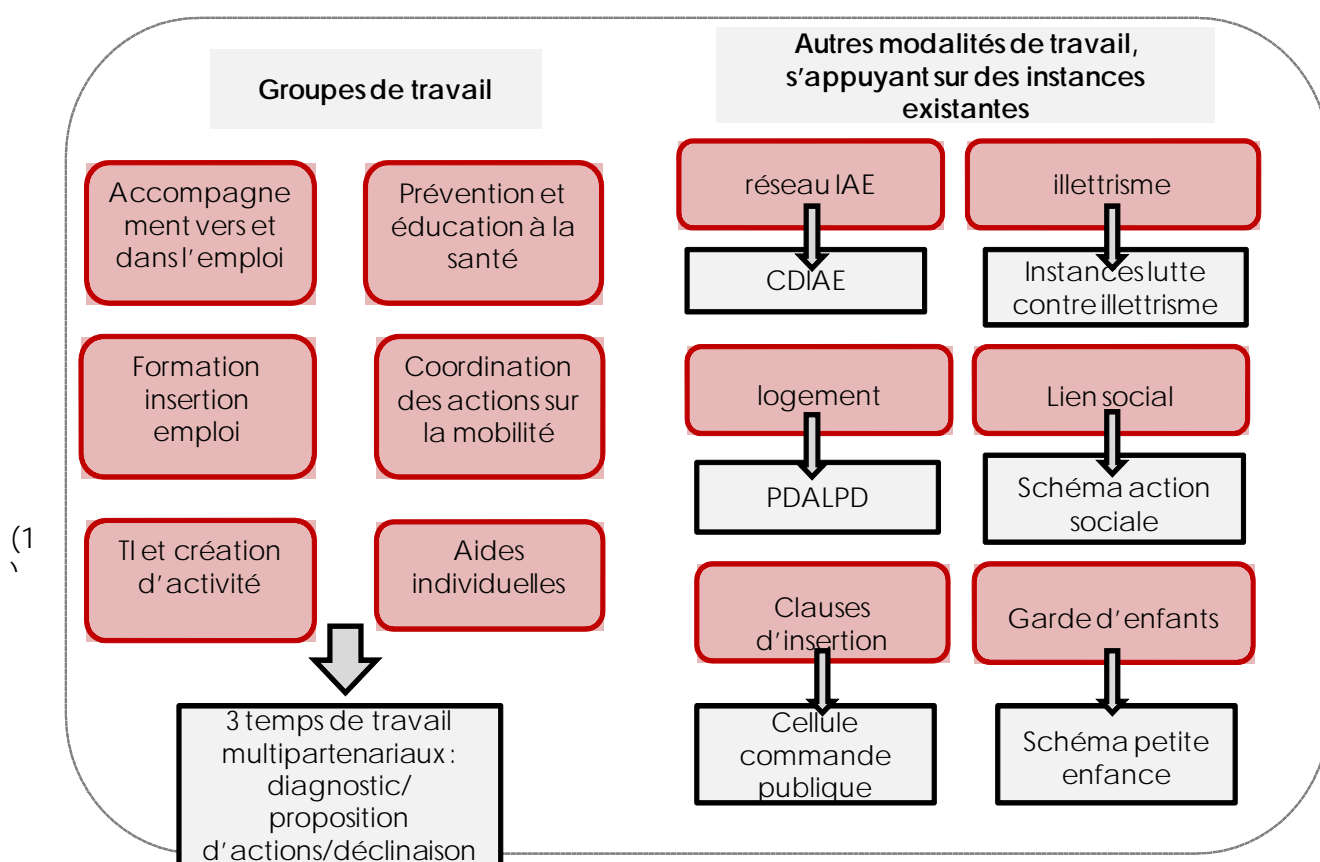 Groupes de travail
Accompagne
ment vers et
dans l'emploi
Prévention et
éducation à la
santé
Formation
insertion
emploi
Coordination
des actions sur
la mobilité
TI et création
d'activité
Aides
individuelles
3 temps de travail
multipartenariaux :
diagnostic/
proposition
d'actions/déclinaison
Autres modalités de travail,
s'appuyant sur des instances
existantes
réseau IAE
CDIAE
illettrisme
Instances lutte
contre illettrisme
logement
PDALPD
Lien social
Schéma action
sociale
Clauses
d'insertion
Cellule
commande
publique
Garde d'enfants
Schéma petite
enfance
(1